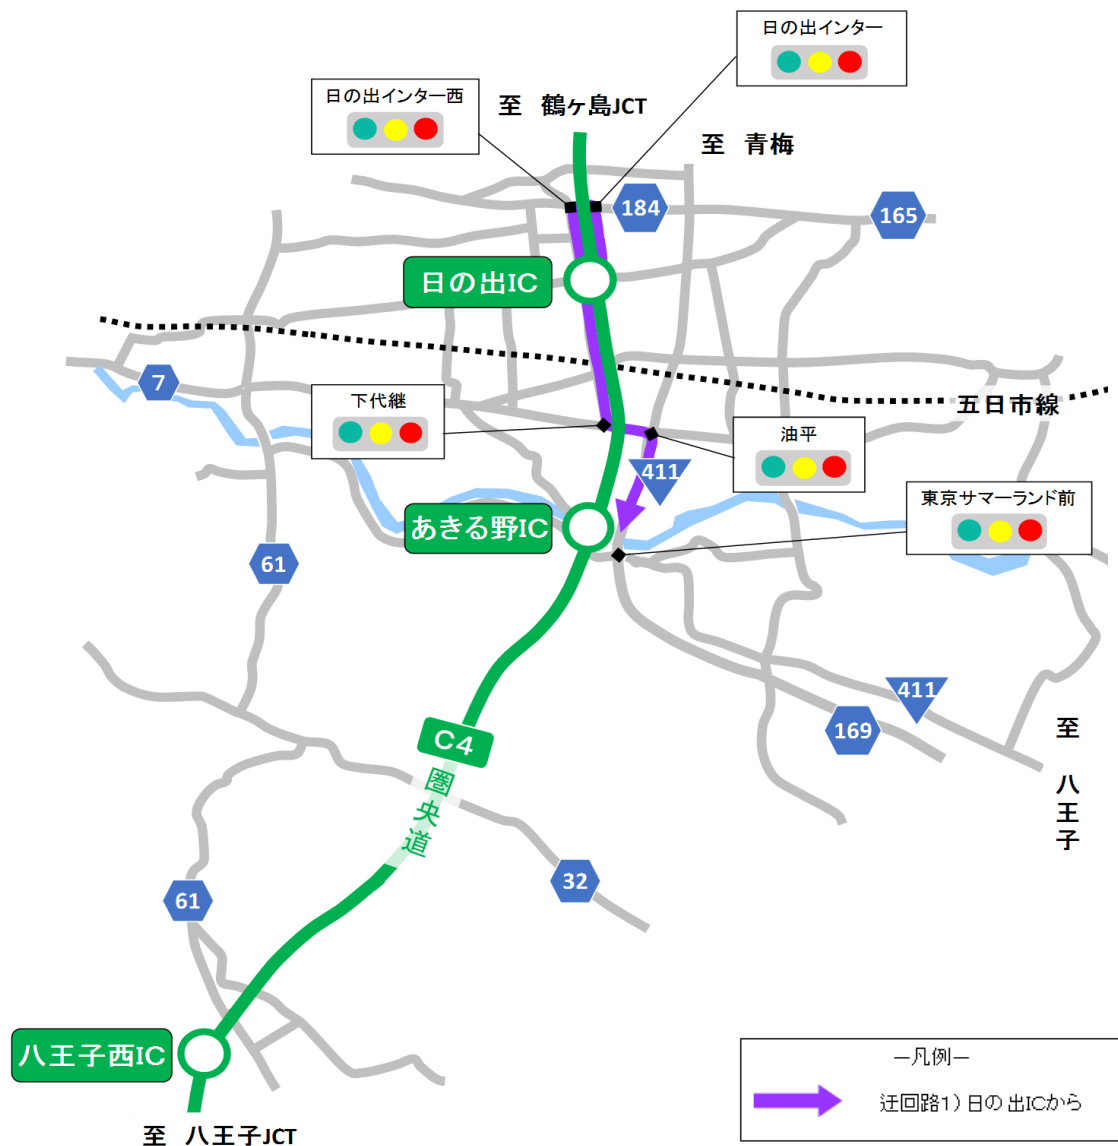 日の出インター
日の出インター西
至 鶴ヶ島JCT
至 青梅
184
165
日の出IC
7
五日市線
下代継
油平
411
東京サマーランド前
あきる野IC
61
411
169
至 八王子
C4
圏央道
32
61
八王子西IC
至 八王子JCT
―凡例―
迂回路1)日の出ICから